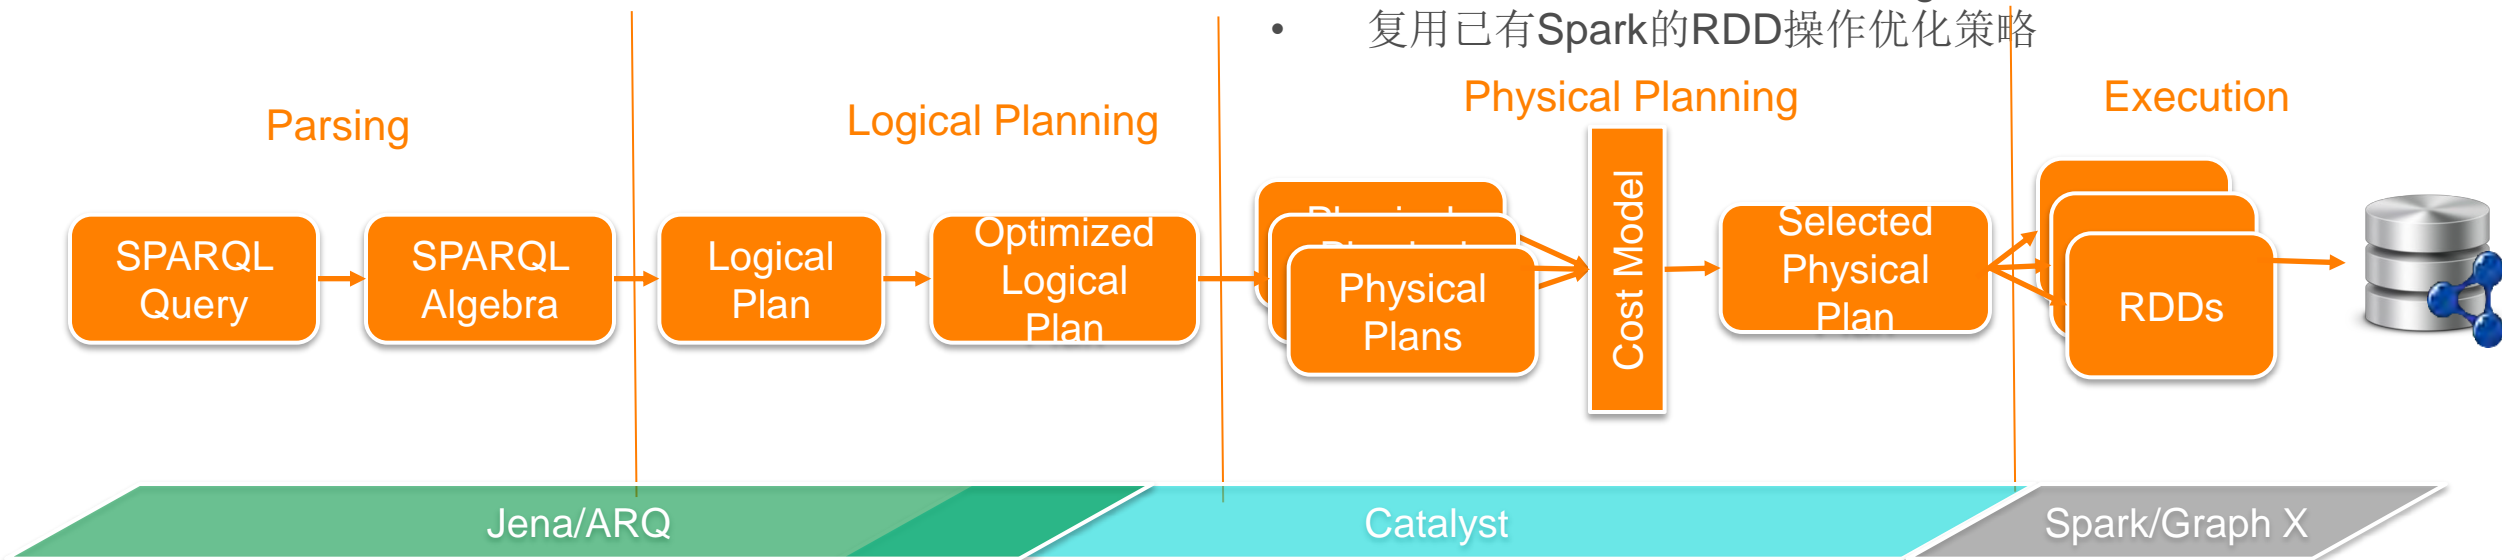 • 复用已有Spark的RDD操作优化策略
Parsing
Logical Planning
Physical Planning
Execution
SPARQL
Query
SPARQL
Algebra
Logical
Plan
Optimized
Logical
Plan
Physical
Plans
Cost Model
Selected
Physical
Plan
RDDs
Jena/ARQ
Catalyst
Spark/Graph X